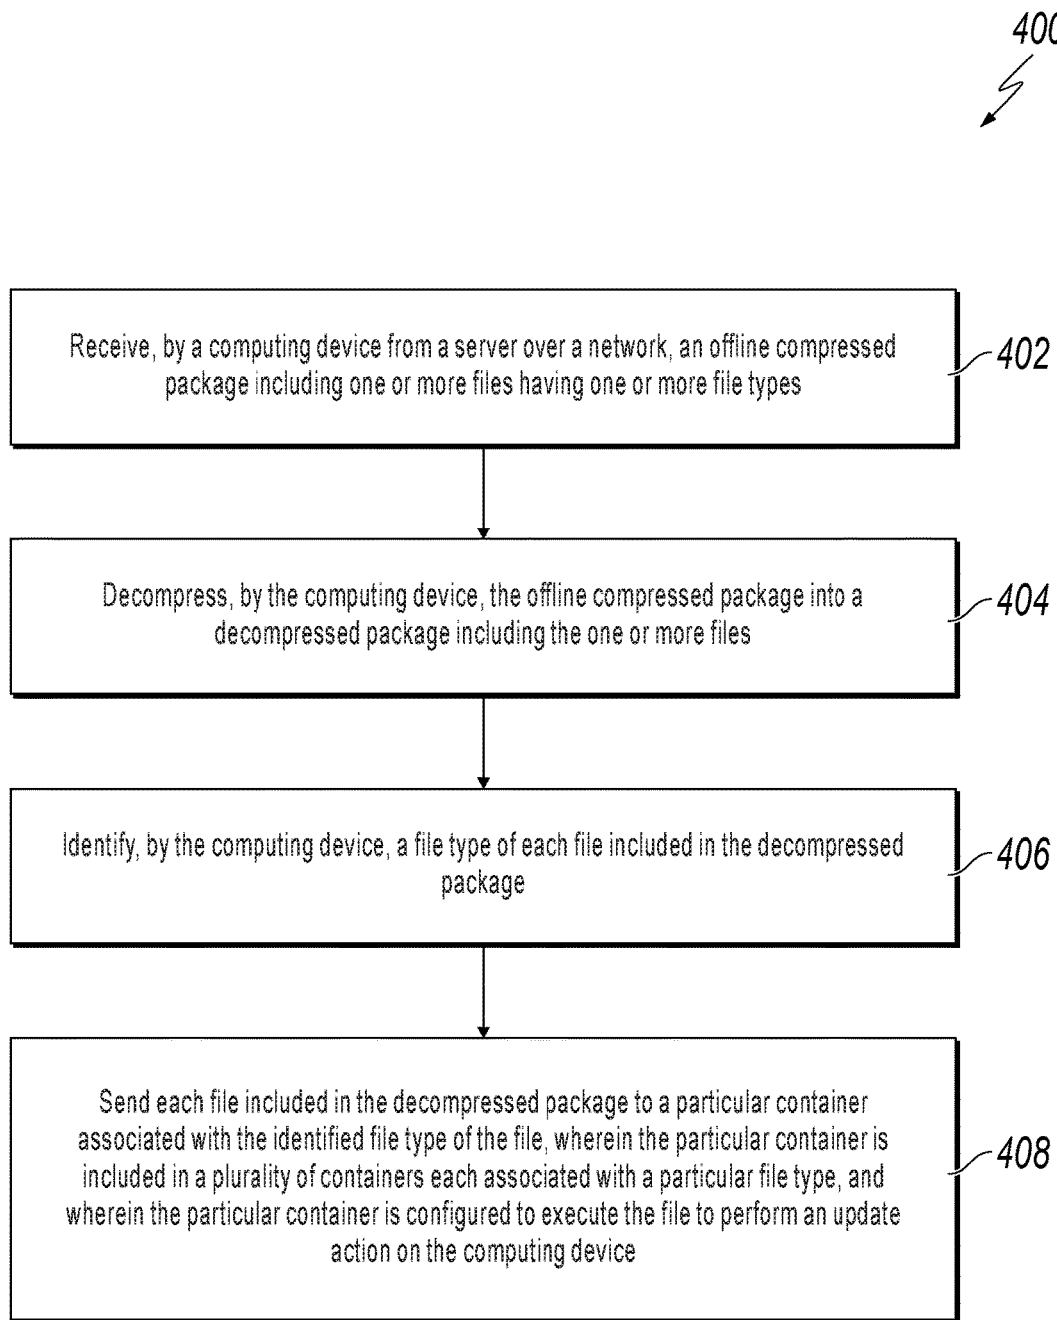 400
Receive, by a computing device from a server over a network, an offline compressed
package including one or more files having one or more file types
402
Decompress, by the computing device, the offline compressed package into a
decompressed package including the one or more files
404
Identify, by the computing device, a file type of each file included in the decompressed
package
406
Send each file included in the decompressed package to a particular container
associated with the identified file type of the file, wherein the particular container is
included in a plurality of containers each associated with a particular file type, and
wherein the particular container is configured to execute the file to perform an update
action on the computing device
408